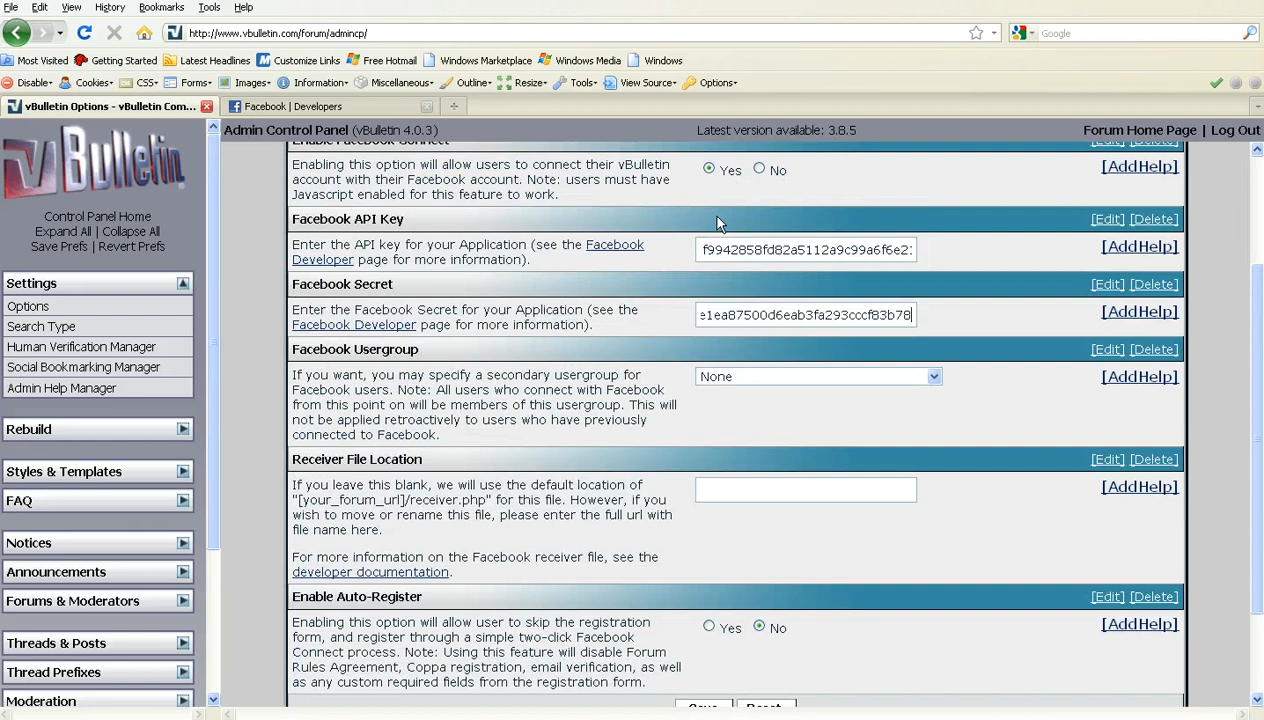 File Edit View History Bookmarks Tools Help
http://www.vbulletin.com/forum/admincp/
Google
Most Visited Getting Started Latest Headlines Customize Links Free Hotmail Windows Marketplace Windows Media Windows
Disable Cookies CSS Forms Images Information Miscellaneous Outline Resize Tools View Source Options
vBulletin Options - vBulletin Com... Facebook | Developers
vBulletin
Control Panel Home
Expand All | Collapse All
Save Prefs | Revert Prefs
Settings
Options
Search Type
Human Verification Manager
Social Bookmarking Manager
Admin Help Manager
Rebuild
Styles & Templates
FAQ
Notices
Announcements
Forums & Moderators
Threads & Posts
Thread Prefixes
Moderation
Admin Control Panel (vBulletin 4.0.3) Latest version available: 3.8.5 Forum Home Page | Log Out
Enable Facebook Connect [Edit] [Delete]
Enabling this option will allow users to connect their vBulletin
account with their Facebook account. Note: users must have
Javascript enabled for this feature to work.
Yes No
[AddHelp]
Facebook API Key [Edit] [Delete]
Enter the API key for your Application (see the Facebook
Developer page for more information).
f9942858fd82a5112a9c99a6f6e2
[AddHelp]
Facebook Secret [Edit] [Delete]
Enter the Facebook Secret for your Application (see the
Facebook Developer page for more information).
e1ea87500d6eab3fa293cccf83b78
[AddHelp]
Facebook Usergroup [Edit] [Delete]
If you want, you may specify a secondary usergroup for
Facebook users. Note: All users who connect with Facebook
from this point on will be members of this usergroup. This will
not be applied retroactively to users who have previously
connected to Facebook.
None
[AddHelp]
Receiver File Location [Edit] [Delete]
If you leave this blank, we will use the default location of
"[your_forum_url]/receiver.php" for this file. However, if you
wish to move or rename this file, please enter the full url with
file name here.
For more information on the Facebook receiver file, see the
developer documentation.
[AddHelp]
Enable Auto-Register [Edit] [Delete]
Enabling this option will allow user to skip the registration
form, and register through a simple two-click Facebook
Connect process. Note: Using this feature will disable Forum
Rules Agreement, Coppa registration, email verification, as well
as any custom required fields from the registration form.
Yes No
[AddHelp]
Save Reset